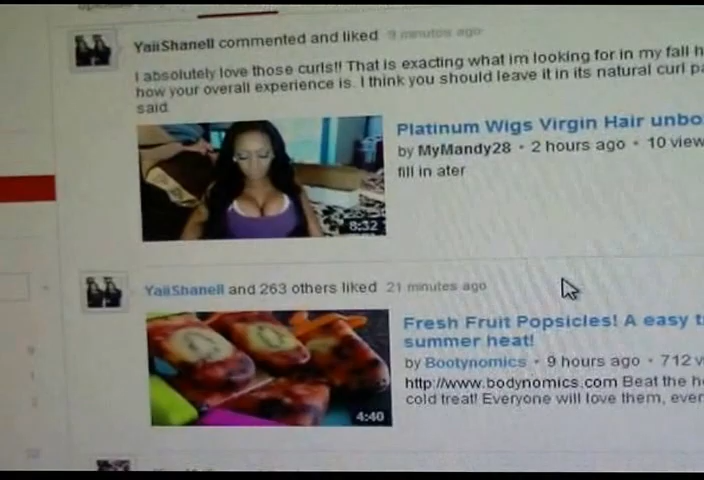 YaiiShanell commented and liked 9 minutes ago
I absolutely love those curls!! That is exacting what im looking for in my fall h
how your overall experience is. I think you should leave it in its natural curl pa
said.
Platinum Wigs Virgin Hair unbo
by MyMandy28 • 2 hours ago • 10 view
fill in ater
8:32
YaiiShanell and 263 others liked 21 minutes ago
Fresh Fruit Popsicles! A easy t
summer heat!
by Bootynomics • 9 hours ago • 712 v
http://www.bodynomics.com Beat the he
cold treat! Everyone will love them, ever
4:40